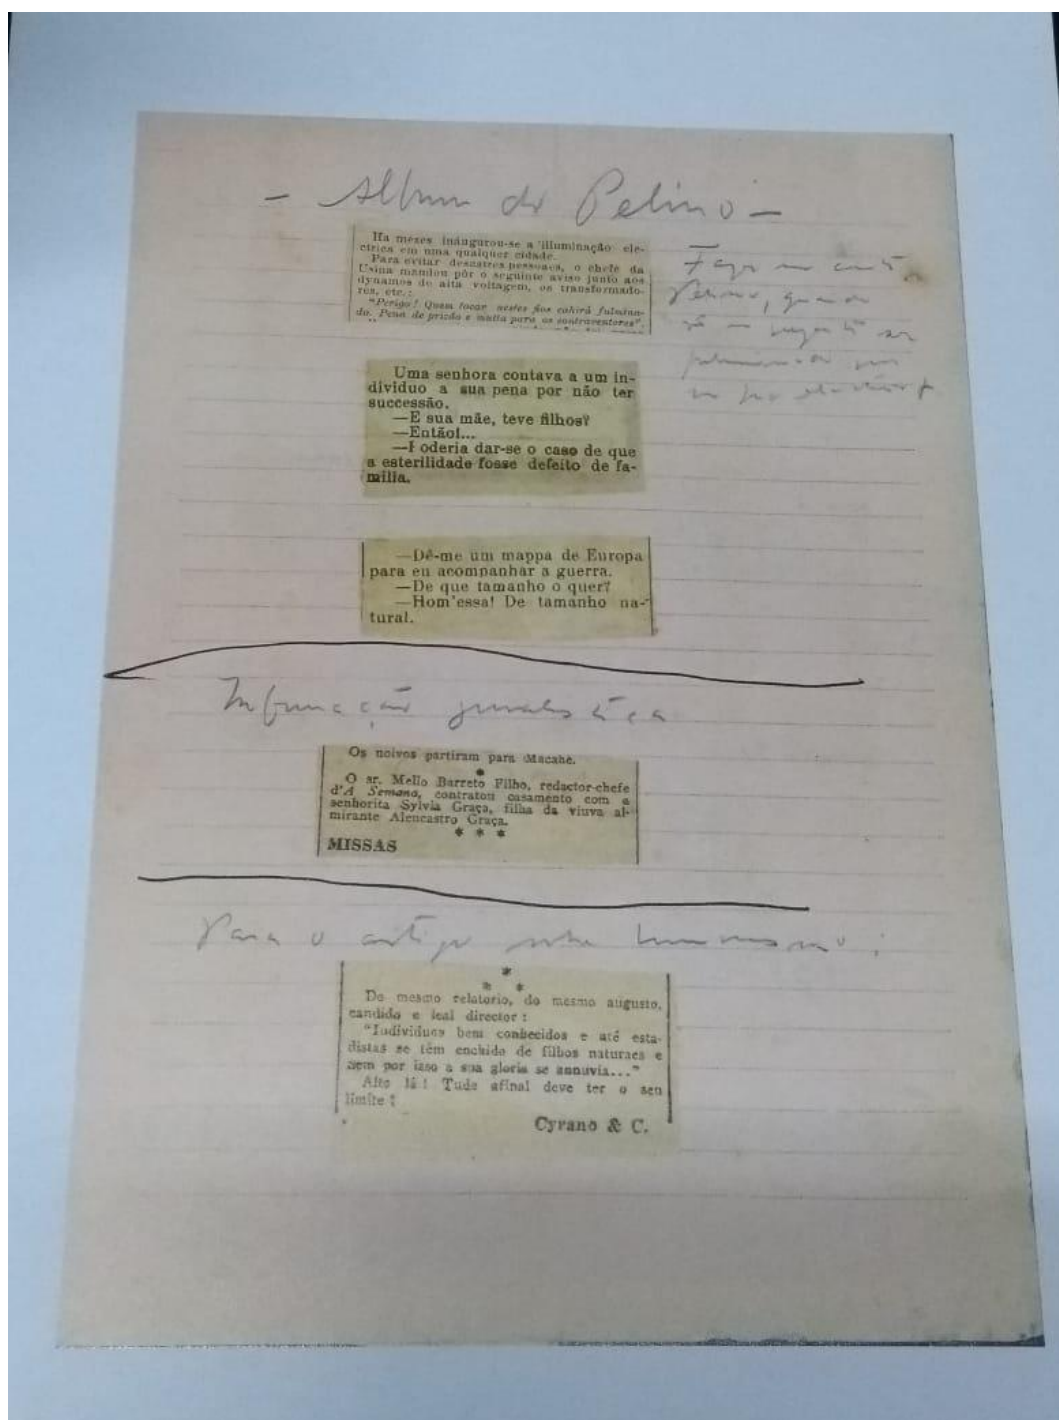 - Album do Pelino -
Ha mezes inaugurou-se a illuminação ele-
ctrica em uma qualquer cidade.
Para evitar desastres pessoaes, o chefe da
Usina mandou pôr o seguinte aviso junto aos
dynamos de alta voltagem, os transformado-
res, etc.:
"Perigo! Quem tocar nestes fios cahirá fulmina-
do. Pena de prisão e multa para os contraventores".
Pelino, quando
Uma senhora contava a um in-
dividuo a sua pena por não ter
successão.
—E sua mãe, teve filhos?
—Então!...
—Poderia dar-se o caso de que
a esterilidade fosse defeito de fa-
milia.
—Dê-me um mappa de Europa
para eu acompanhar a guerra.
—De que tamanho o quer?
—Hom'essa! De tamanho na-
tural.
Informação jornalistica
Os noivos partiram para Macahé.
*
O sr. Mello Barreto Filho, redactor-chefe
d'A Semana, contratou casamento com a
senhorita Sylvia Graça, filha da viuva al-
mirante Alencastro Graça.
* * *
MISSAS
Para o artigo sobre
*
* *
Do mesmo relatorio, do mesmo augusto,
candido e leal director:
"Individuos bem conhecidos e até esta-
distas se têm enchido de filhos naturaes e
nem por isso a sua gloria se annuvia..."
Alto lá! Tudo afinal deve ter o seu
limite!
Cyrano & C.